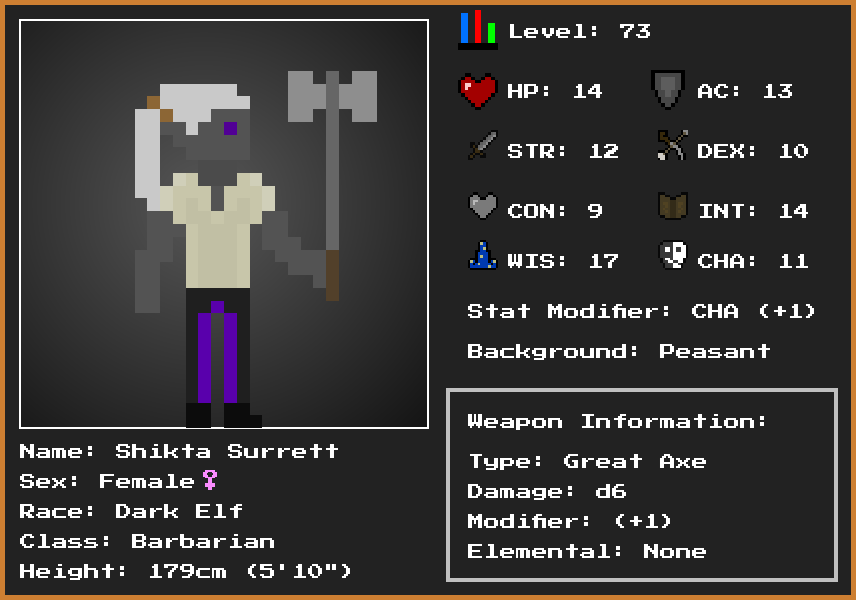 Level: 73
HP: 14
AC: 13
STR: 12
DEX: 10
CON: 9
INT: 14
WIS: 17
CHA: 11
Stat Modifier: CHA (+1)
Background: Peasant
Name: Shikta Surrett
Sex: Female♀
Race: Dark Elf
Class: Barbarian
Height: 179cm (5'10")
Weapon Information:
Type: Great Axe
Damage: d6
Modifier: (+1)
Elemental: None